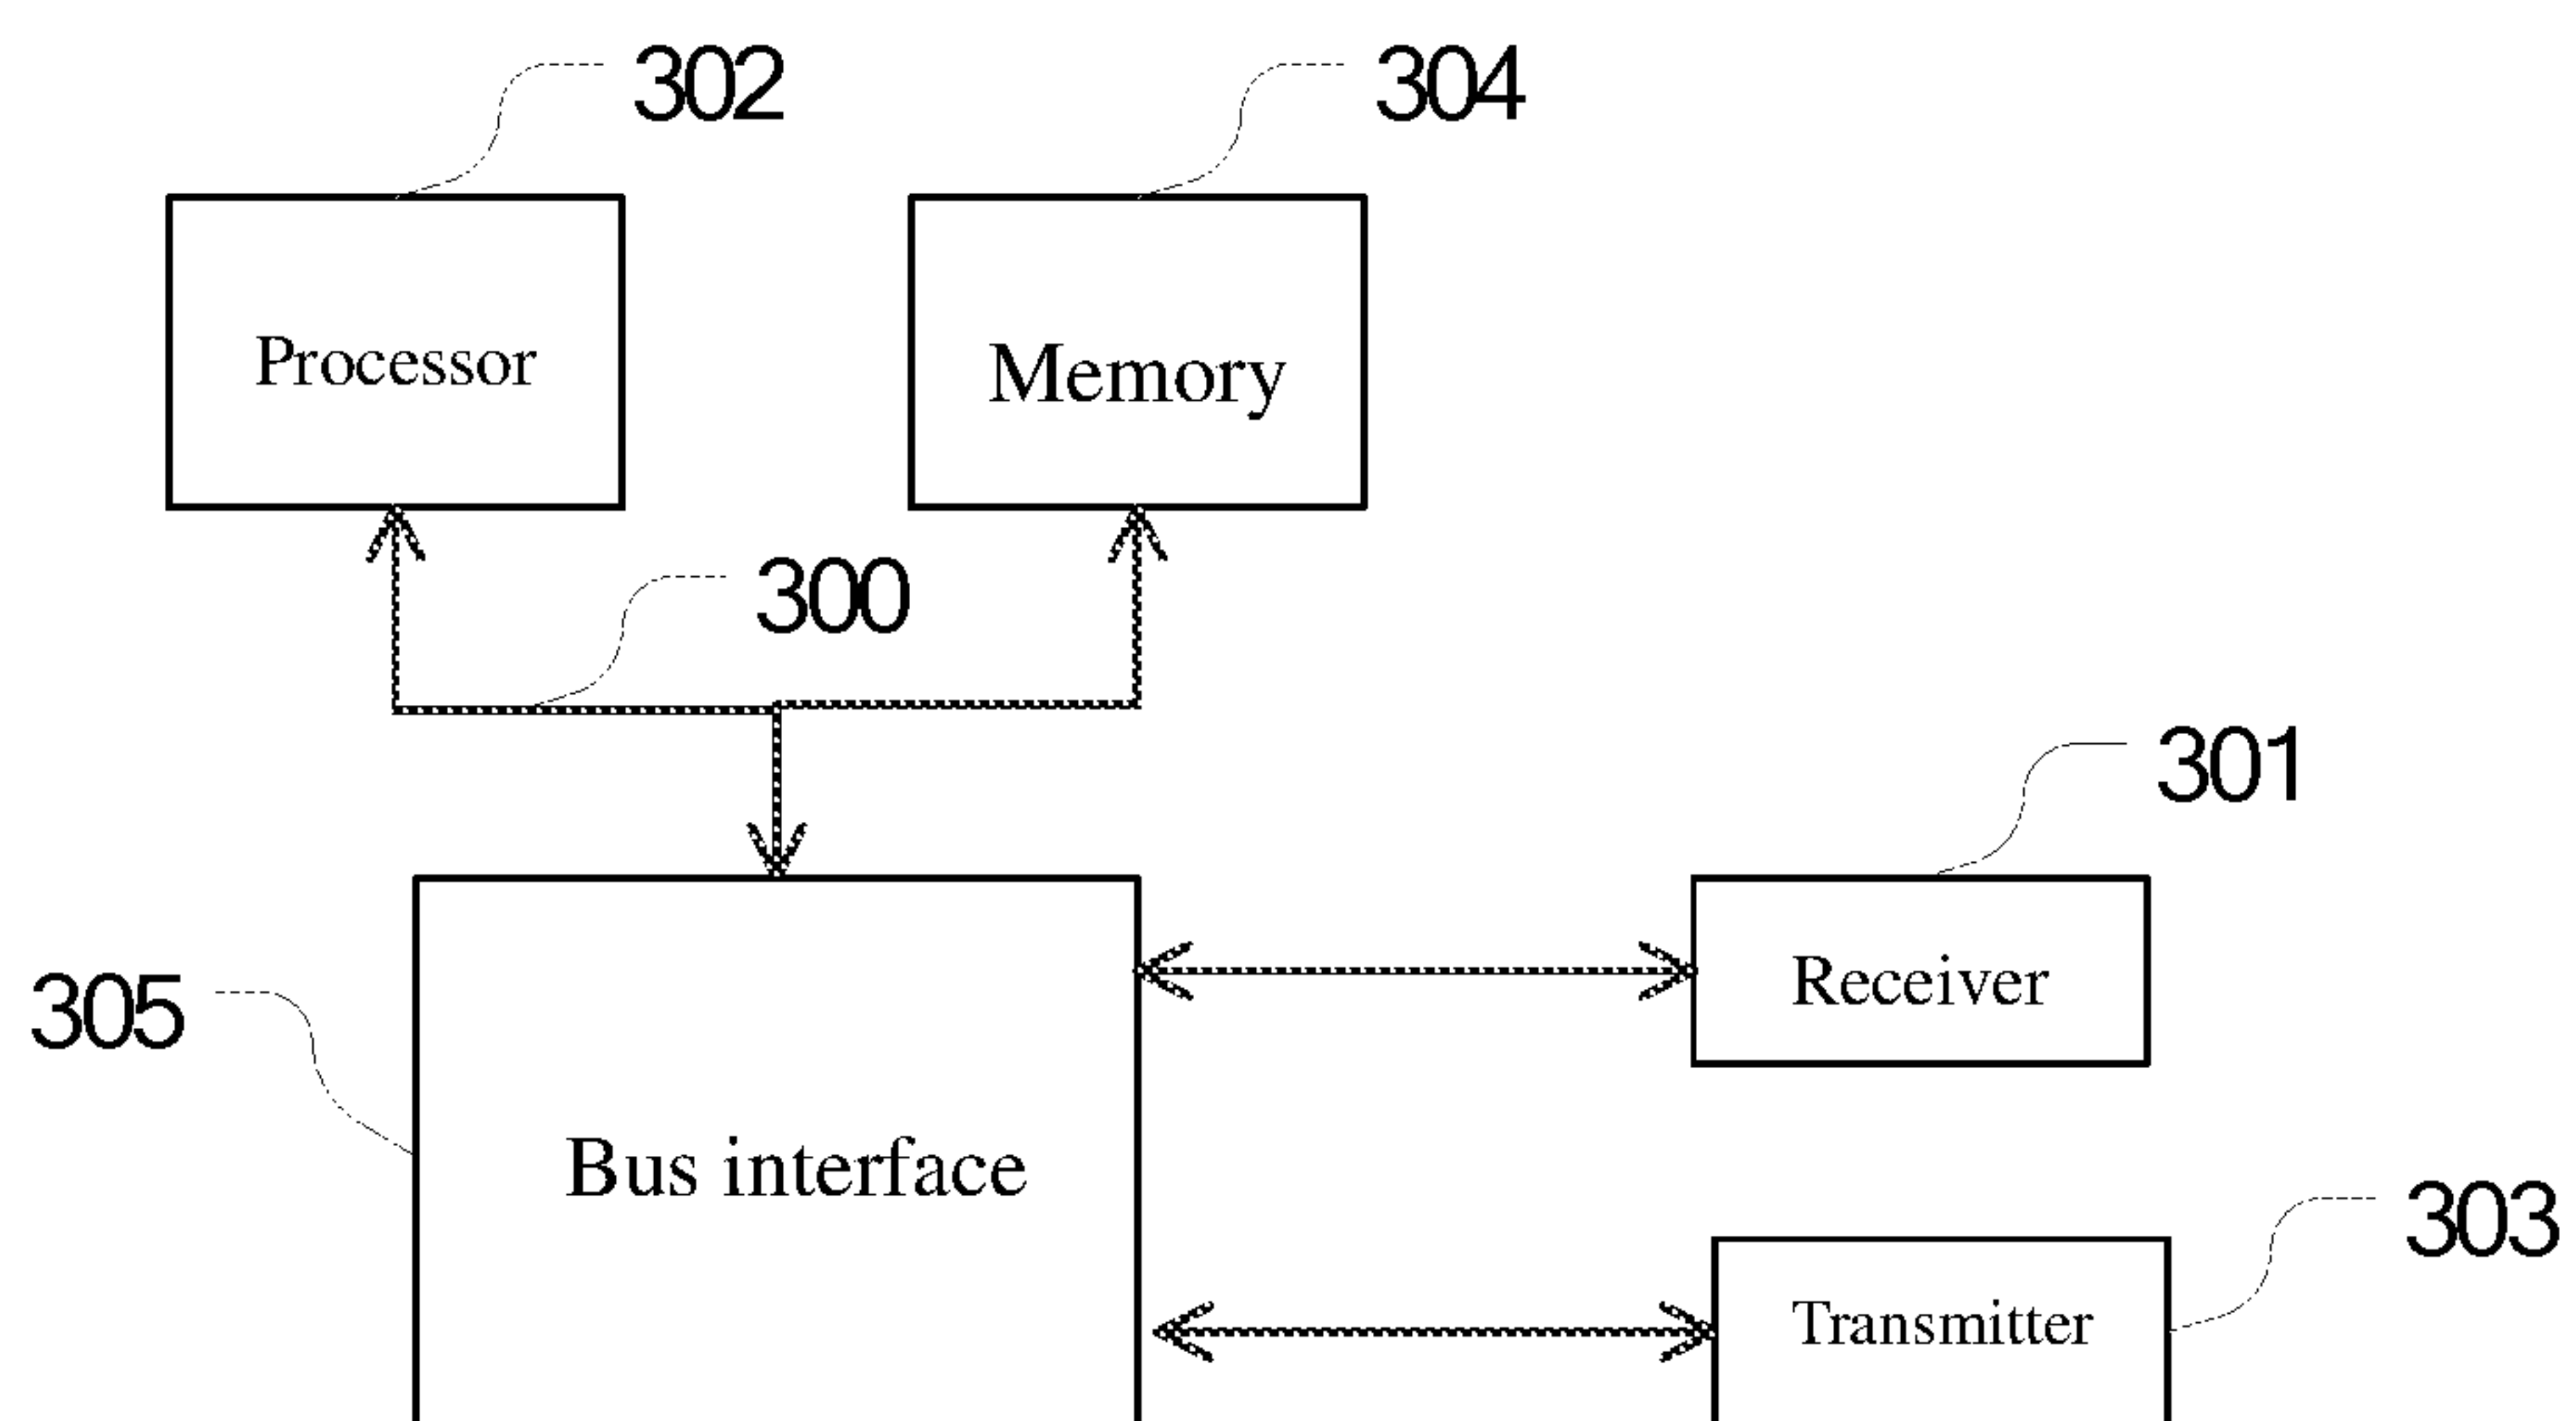 302
304
Processor
Memory
300
301
305
Receiver
Bus interface
303
Transmitter